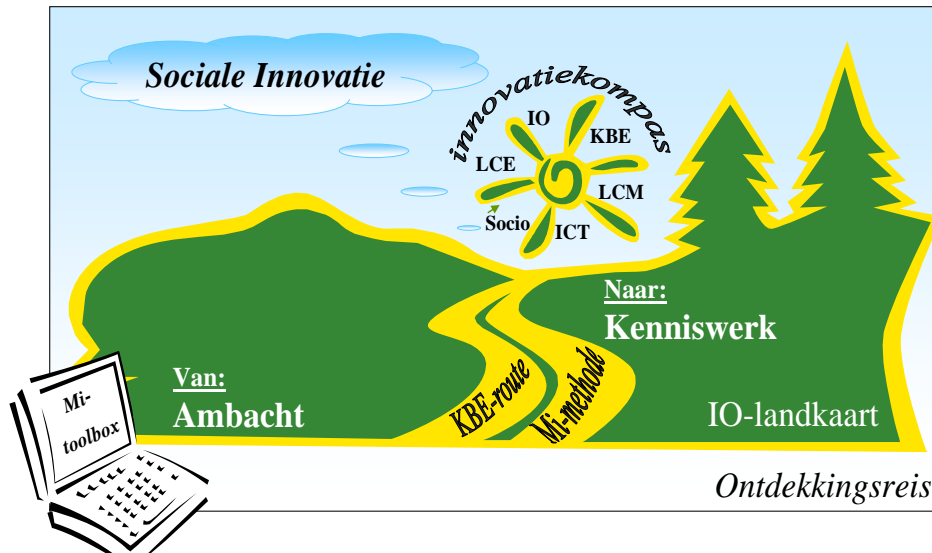 Sociale Innovatie
innovatiekompas
IO
KBE
LCE
LCM
Socio
ICT
Naar:
Kenniswerk
Van:
Ambacht
KBE-route
Mi-methode
IO-landkaart
Mi-
toolbox
Ontdekkingsreis